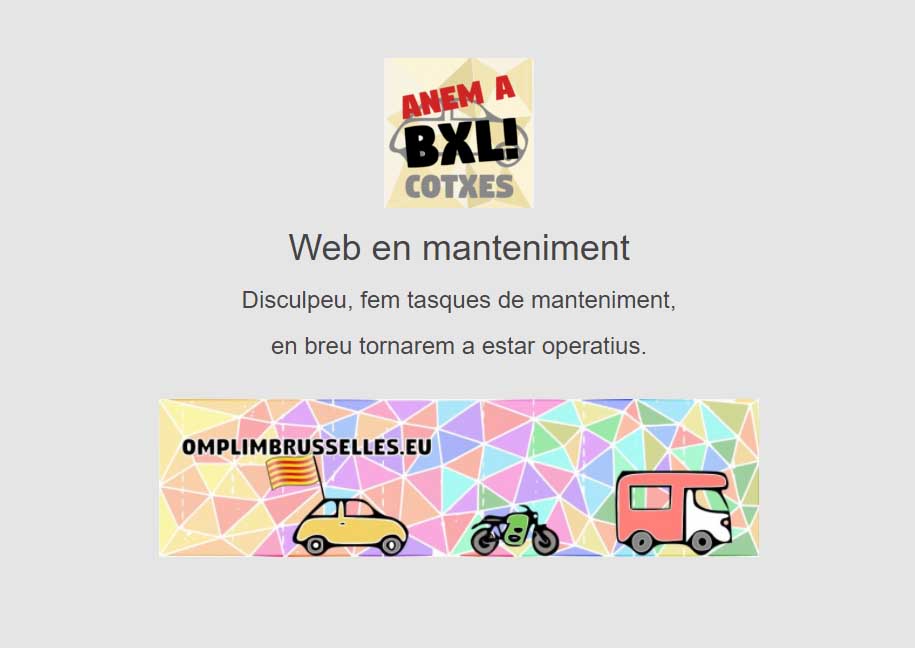 ANEM A
BXL!
COTXES
Web en manteniment
Disculpeu, fem tasques de manteniment,
en breu tornarem a estar operatius.
OMPLIMBRUSSELLES.EU